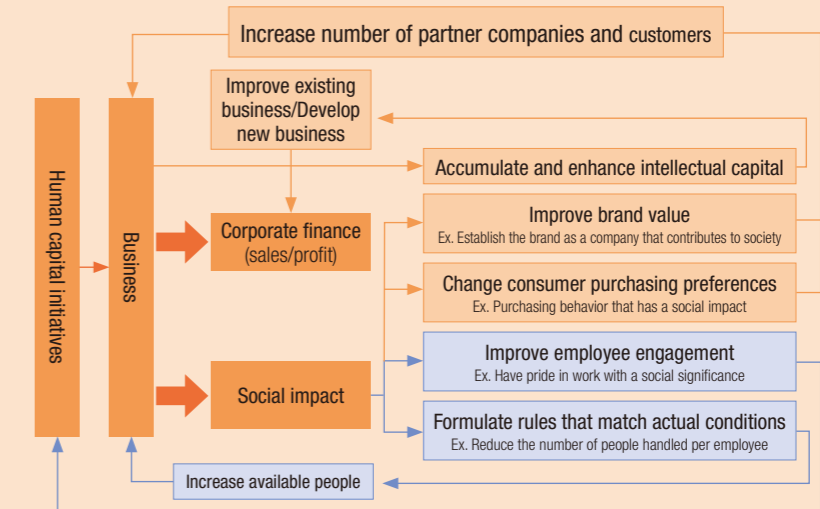 Increase number of partner companies and customers
Improve existing
business/Develop
new business
Accumulate and enhance intellectual capital
Human capital initiatives
Business
Corporate finance
(sales/profit)
Improve brand value
Ex. Establish the brand as a company that contributes to society
Change consumer purchasing preferences
Ex. Purchasing behavior that has a social impact
Social impact
Improve employee engagement
Ex. Have pride in work with a social significance
Formulate rules that match actual conditions
Ex. Reduce the number of people handled per employee
Increase available people